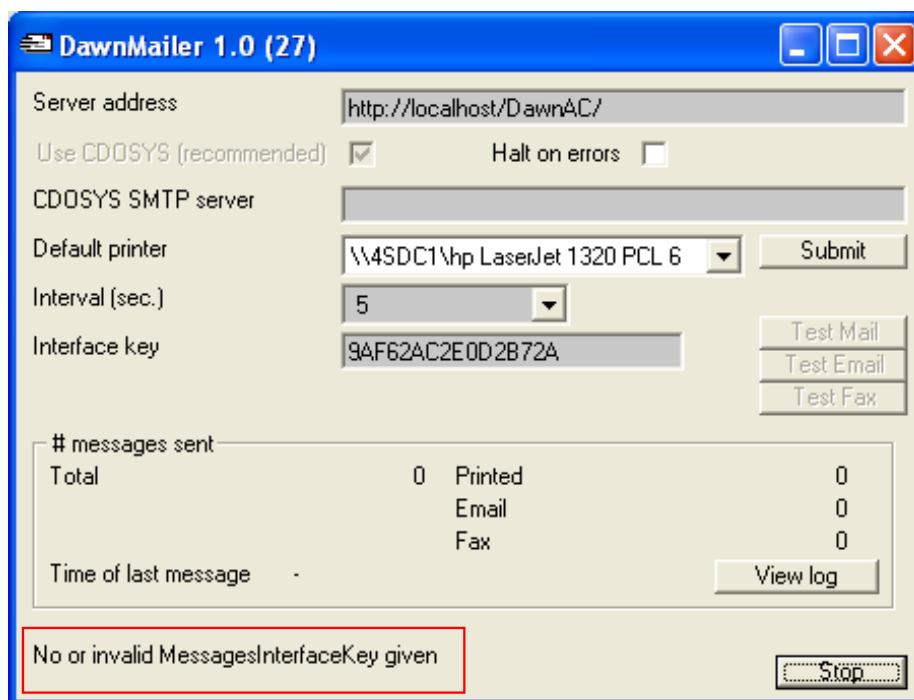 DawnMailer 1.0 (27)
Server address http://localhost/DawnAC/
Use CDOSYS (recommended) Halt on errors
CDOSYS SMTP server
Default printer \\4SDC1\hp LaserJet 1320 PCL 6 Submit
Interval (sec.) 5
Interface key 9AF62AC2E0D2B72A
Test Mail
Test Email
Test Fax
# messages sent
Total 0 Printed 0
Email 0
Fax 0
Time of last message - View log
No or invalid MessagesInterfaceKey given
Stop